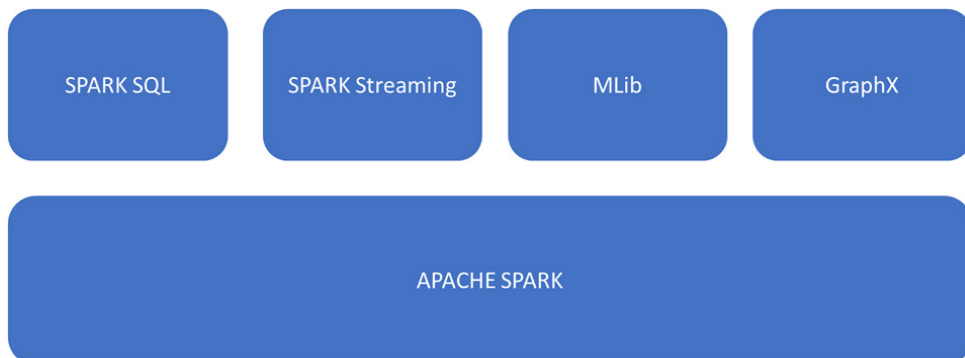 SPARK SQL
SPARK Streaming
MLib
GraphX
APACHE SPARK